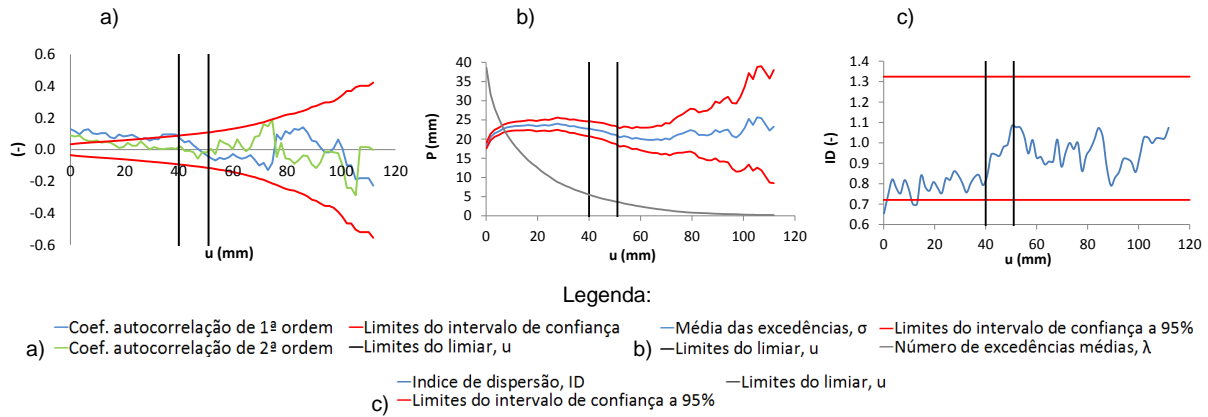 a)
b)
c)
0.6
0.4
0.2
0.0
-0.2
-0.4
-0.6
(-)
0 20 40 60 80 100 120
u (mm)
40
35
30
25
20
15
10
5
0
P (mm)
0 20 40 60 80 100 120
u (mm)
1.4
1.3
1.2
1.1
1.0
0.9
0.8
0.7
0.6
ID (-)
0 20 40 60 80 100 120
u (mm)
Legenda:
a)
Coef. autocorrelação de 1ª ordem
Limites do intervalo de confiança
Coef. autocorrelação de 2ª ordem
Limites do limiar, u
b)
Média das excedências, σ
Limites do intervalo de confiança a 95%
Limites do limiar, u
Número de excedências médias, λ
c)
Indice de dispersão, ID
Limites do limiar, u
Limites do intervalo de confiança a 95%